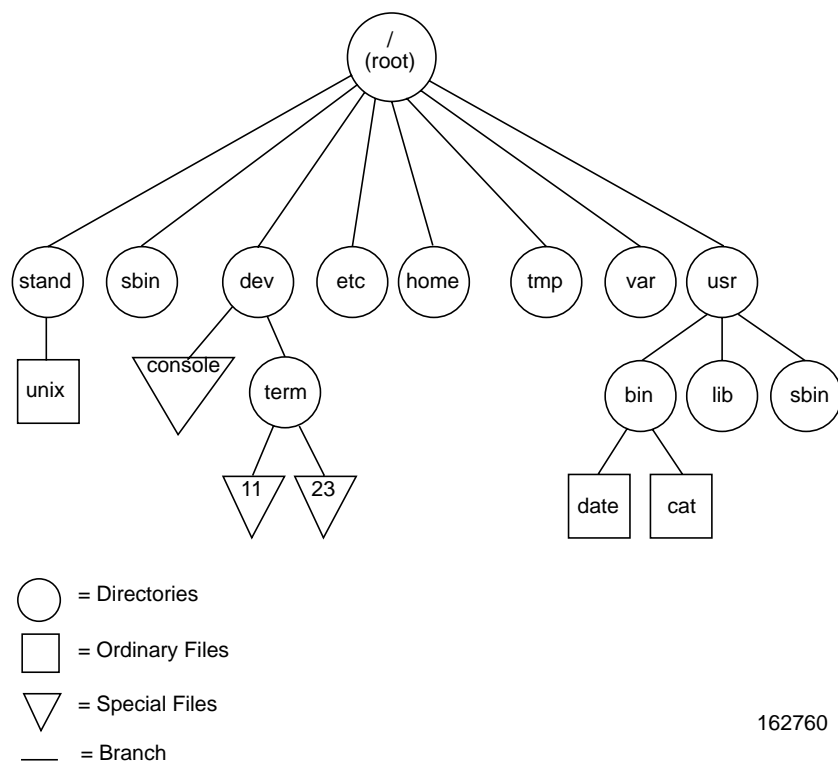 /
(root)
stand
sbin
dev
etc
home
tmp
var
usr
unix
console
term
bin
lib
sbin
11
23
date
cat
= Directories
= Ordinary Files
= Special Files
162760
= Branch